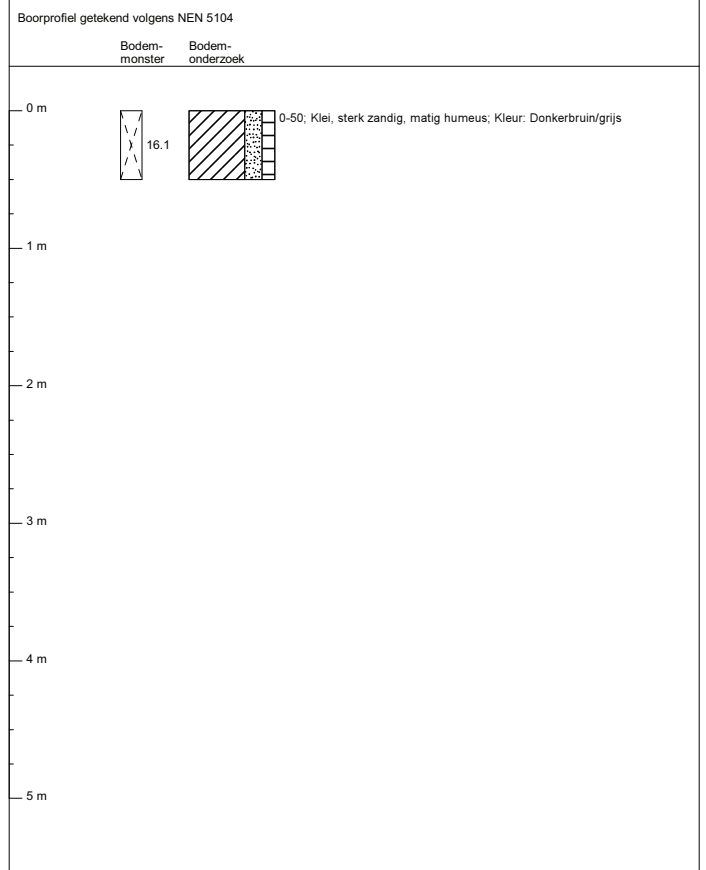 Boorprofiel getekend volgens NEN 5104
Bodem-
monster
Bodem-
onderzoek
0 m
16.1
0-50; Klei, sterk zandig, matig humeus; Kleur: Donkerbruin/grijs
1 m
2 m
3 m
4 m
5 m